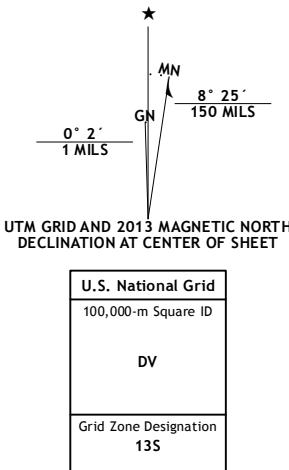 ★
MN
8° 25´
150 MILS
GN
0° 2´
1 MILS
UTM GRID AND 2013 MAGNETIC NORTH
DECLINATION AT CENTER OF SHEET
U.S. National Grid
100,000-m Square ID
DV
Grid Zone Designation
13S